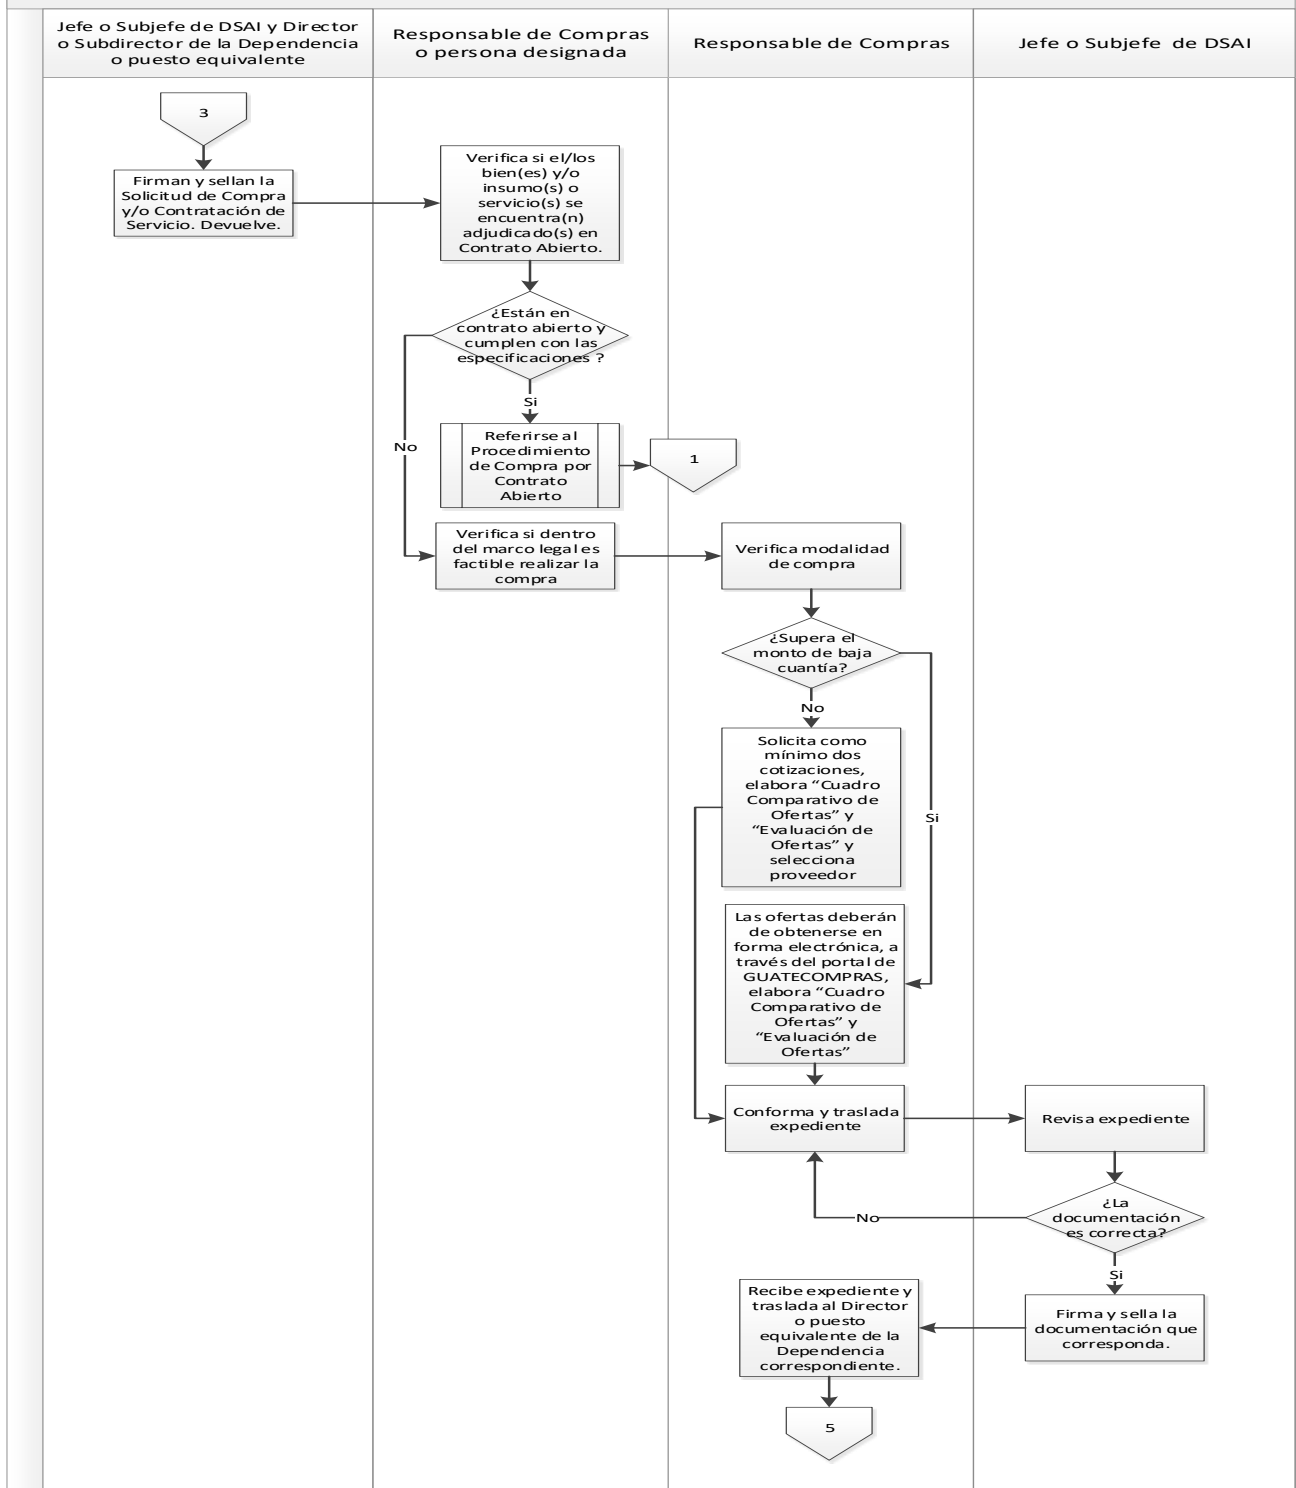 Jefe o Subjefe de DSAI y Director
o Subdirector de la Dependencia
o puesto equivalente
Responsable de Compras
o persona designada
Responsable de Compras
Jefe o Subjefe de DSAI
3
Firman y sellan la
Solicitud de Compra
y/o Contratación de
Servicio. Devuelve.
Verifica si el/los
bien(es) y/o
insumo(s) o
servicio(s) se
encuentra(n)
adjudicado(s) en
Contrato Abierto.
¿Están en
contrato abierto y
cumplen con las
especificaciones ?
Si
No
Referirse al
Procedimiento
de Compra por
Contrato
Abierto
1
Verifica si dentro
del marco legal es
factible realizar la
compra
Verifica modalidad
de compra
¿Supera el
monto de baja
cuantía?
No
Si
Solicita como
mínimo dos
cotizaciones,
elabora “Cuadro
Comparativo de
Ofertas” y
“Evaluación de
Ofertas” y
selecciona
proveedor
Las ofertas deberán
de obtenerse en
forma electrónica, a
través del portal de
GUATECOMPRAS,
elabora “Cuadro
Comparativo de
Ofertas” y
“Evaluación de
Ofertas”
Conforma y traslada
expediente
Revisa expediente
¿La
documentación
es correcta?
No
Si
Firma y sella la
documentación que
corresponda.
Recibe expediente y
traslada al Director
o puesto
equivalente de la
Dependencia
correspondiente.
5